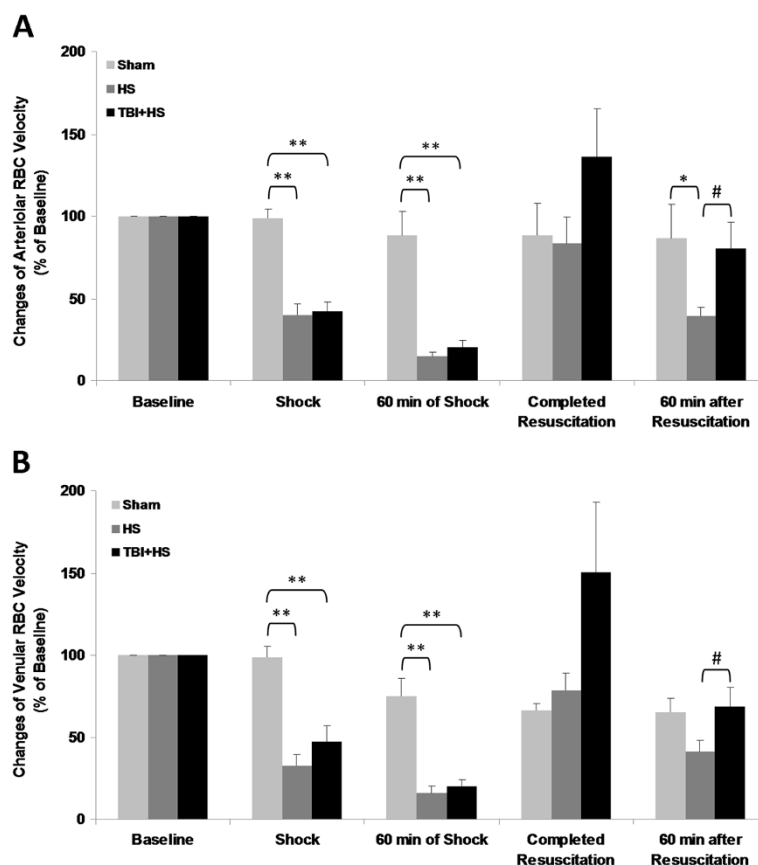 A
Changes of Arteriolar RBC Velocity
(% of Baseline)
200
150
100
50
0
Sham
HS
TBI+HS
**
**
**
**
*
#
Baseline
Shock
60 min of Shock
Completed
Resuscitation
60 min after
Resuscitation
B
Changes of Venular RBC Velocity
(% of Baseline)
200
150
100
50
0
Sham
HS
TBI+HS
**
**
**
**
#
Baseline
Shock
60 min of Shock
Completed
Resuscitation
60 min after
Resuscitation